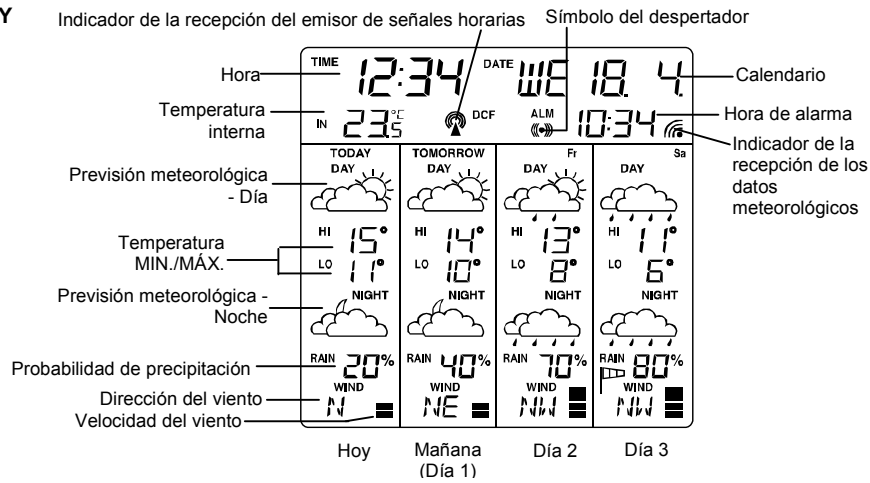 Y
Indicador de la recepción del emisor de señales horarias
Símbolo del despertador
Hora
TIME 12:34 DATE WE 18. 4.
Calendario
Temperatura
interna
IN 23.5 °C DCF ALM 10:34
Hora de alarma
Indicador de la
recepción de los
datos
meteorológicos
TODAY TOMORROW Fr Sa
DAY DAY DAY DAY
Previsión meteorológica
- Día
Temperatura
MIN./MÁX.
HI 15° HI 14° HI 13° HI 11°
LO 11° LO 10° LO 8° LO 6°
Previsión meteorológica -
Noche
NIGHT NIGHT NIGHT NIGHT
Probabilidad de precipitación
RAIN 20% RAIN 40% RAIN 70% RAIN 80%
WIND WIND WIND WIND
Dirección del viento
N NE NW NW
Velocidad del viento
Hoy Mañana Día 2 Día 3
(Día 1)